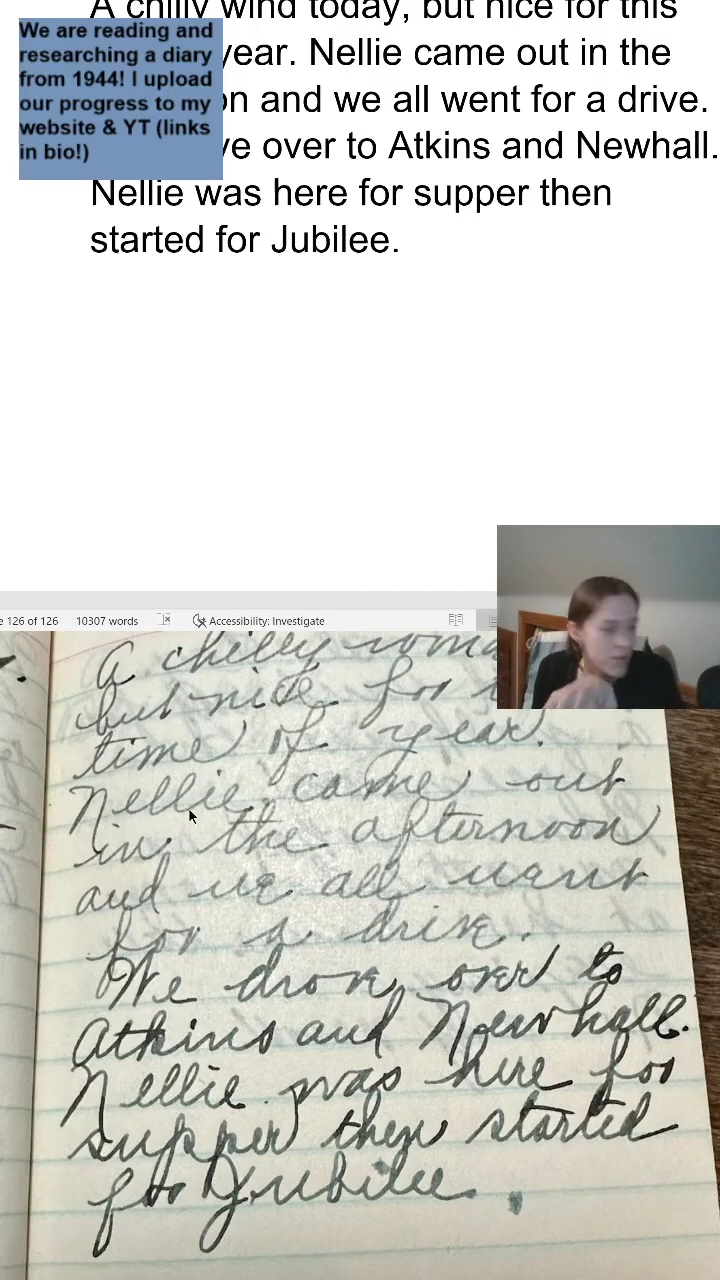 A chilly wind today, but nice for this
We are reading and
researching a diary
from 1944! I upload
our progress to my
website & YT (links
in bio!)
year. Nellie came out in the
on and we all went for a drive.
ve over to Atkins and Newhall.
Nellie was here for supper then
started for Jubilee.
e 126 of 126 10307 words Accessibility: Investigate
A chilly
but nice for
time of year.
Nellie came out
in the afternoon
and we all went
for a drive.
We drove over to
Atkins and Newhall.
Nellie was here for
supper then started
for Jubilee.